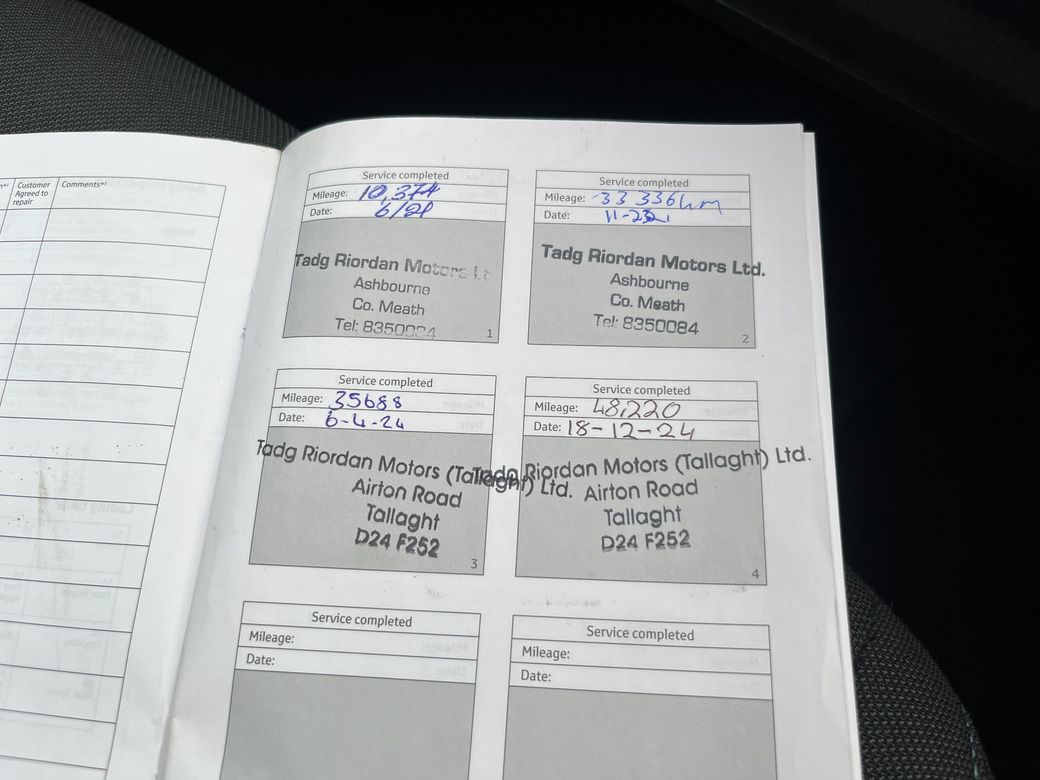 Customer
Agreed to
repair
Comments*³
Service completed
Mileage: 10,374
Date: 6/21
Tadg Riordan Motors Lt
Ashbourne
Co. Meath
Tel: 8350084
1
Service completed
Mileage: 33 336km
Date: 11-22
Tadg Riordan Motors Ltd.
Ashbourne
Co. Meath
Tel: 8350084
2
Service completed
Mileage: 35688
Date: 6-4-24
Tadg Riordan Motors (Tallaght) Ltd.
Airton Road
Tallaght
D24 F252
3
Service completed
Mileage: 48,220
Date: 18-12-24
Tadg Riordan Motors (Tallaght) Ltd.
Airton Road
Tallaght
D24 F252
4
Service completed
Mileage:
Date:
Service completed
Mileage:
Date: